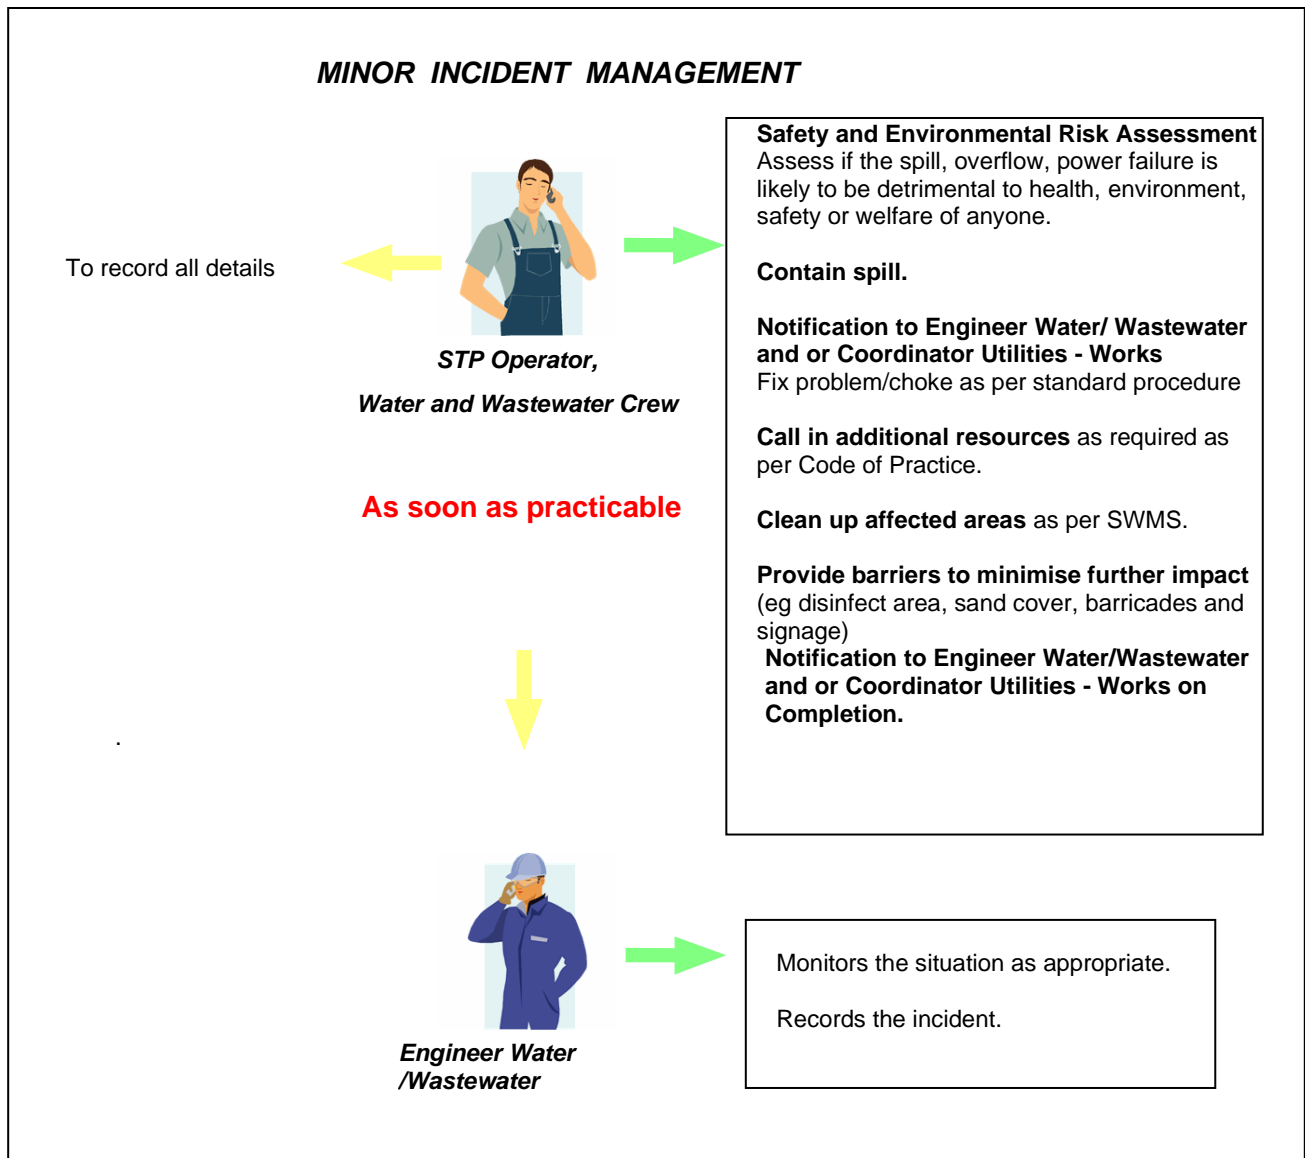 MINOR INCIDENT MANAGEMENT
To record all details
STP Operator,
Water and Wastewater Crew
As soon as practicable
Safety and Environmental Risk Assessment
Assess if the spill, overflow, power failure is
likely to be detrimental to health, environment,
safety or welfare of anyone.
Contain spill.
Notification to Engineer Water/ Wastewater
and or Coordinator Utilities - Works
Fix problem/choke as per standard procedure
Call in additional resources as required as
per Code of Practice.
Clean up affected areas as per SWMS.
Provide barriers to minimise further impact
(eg disinfect area, sand cover, barricades and
signage)
Notification to Engineer Water/Wastewater
and or Coordinator Utilities - Works on
Completion.
.
Engineer Water
/Wastewater
Monitors the situation as appropriate.
Records the incident.